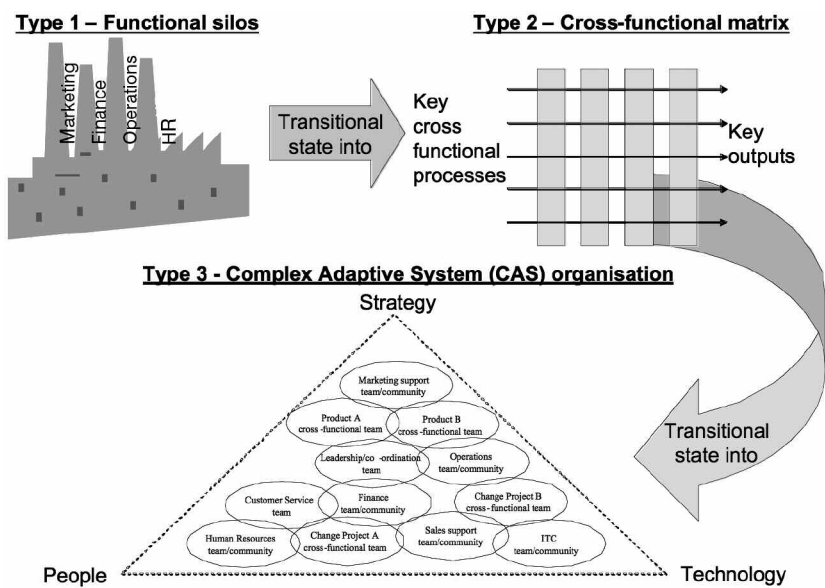 Type 1 – Functional silos
Marketing
Finance
Operations
HR
Transitional
state into
Type 2 – Cross-functional matrix
Key
cross
functional
processes
Key
outputs
Type 3 - Complex Adaptive System (CAS) organisation
Strategy
Marketing support
team/community
Product A
cross -functional team
Product B
cross-functional team
Leadership/co -ordination
team
Operations
team/community
Customer Service
team
Finance
team/community
Change Project B
cross-functional team
Human Resources
team/community
Change Project A
cross-functional team
Sales support
team/community
ITC
team/community
Transitional
state into
People
Technology